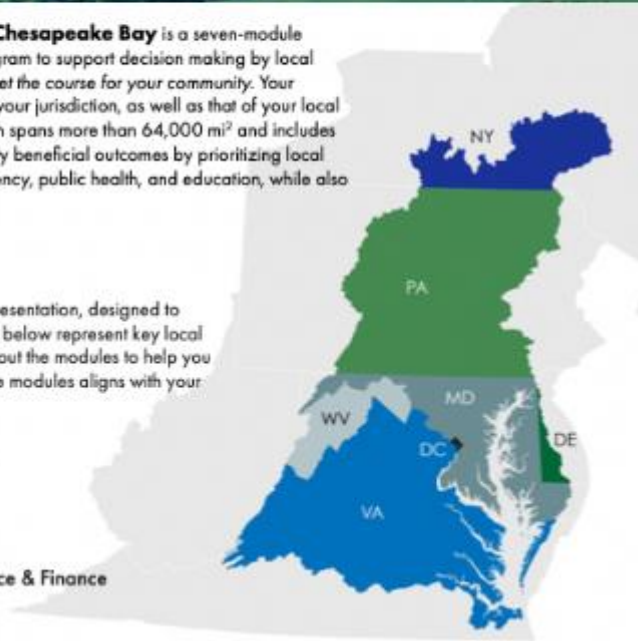 Chesapeake Bay is a seven-module
gram to support decision making by local
et the course for your community. Your
your jurisdiction, as well as that of your local
n spans more than 64,000 mi² and includes
y beneficial outcomes by prioritizing local
ency, public health, and education, while also
esentation, designed to
below represent key local
out the modules to help you
e modules aligns with your
ce & Finance
NY
PA
MD
WV
DE
DC
VA